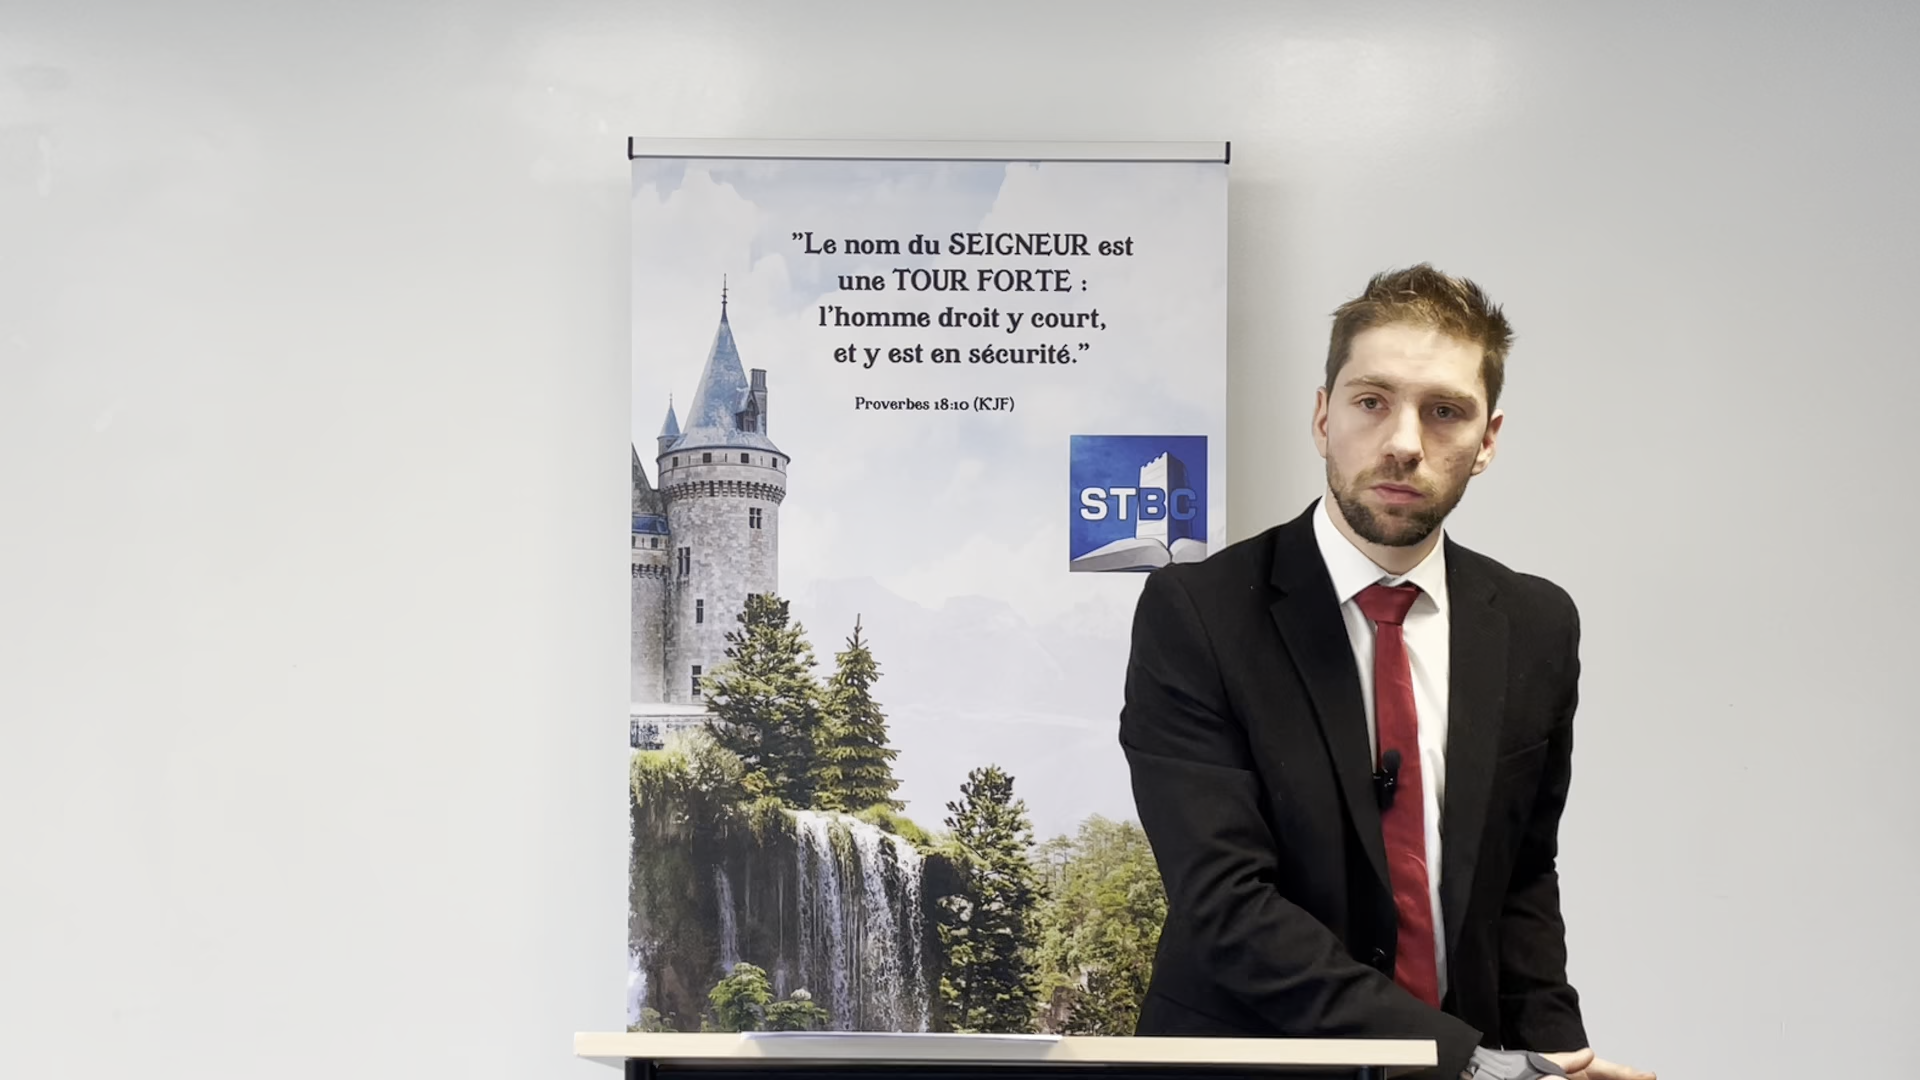 ”Le nom du SEIGNEUR est
une TOUR FORTE :
l’homme droit y court,
et y est en sécurité.”
Proverbes 18:10 (KJF)
STBC